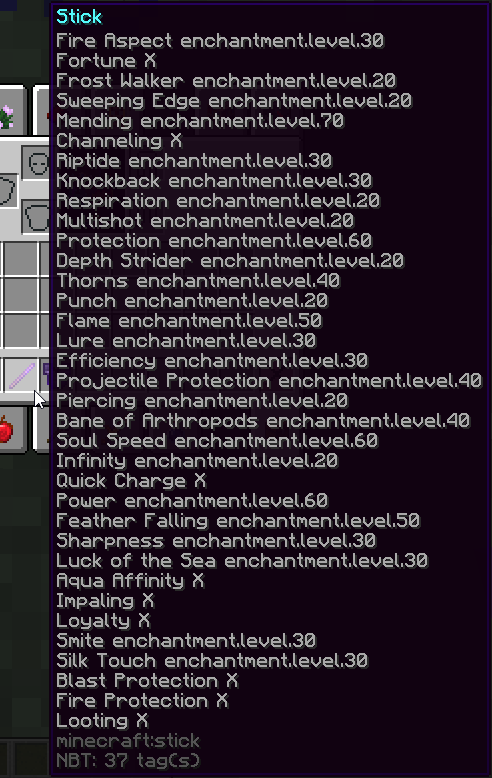 Stick
Fire Aspect enchantment.level.30
Fortune X
Frost Walker enchantment.level.20
Sweeping Edge enchantment.level.20
Mending enchantment.level.70
Channeling X
Riptide enchantment.level.30
Knockback enchantment.level.30
Respiration enchantment.level.20
Multishot enchantment.level.20
Protection enchantment.level.60
Depth Strider enchantment.level.20
Thorns enchantment.level.40
Punch enchantment.level.20
Flame enchantment.level.50
Lure enchantment.level.30
Efficiency enchantment.level.30
Projectile Protection enchantment.level.40
Piercing enchantment.level.20
Bane of Arthropods enchantment.level.40
Soul Speed enchantment.level.60
Infinity enchantment.level.20
Quick Charge X
Power enchantment.level.60
Feather Falling enchantment.level.50
Sharpness enchantment.level.30
Luck of the Sea enchantment.level.30
Aqua Affinity X
Impaling X
Loyalty X
Smite enchantment.level.30
Silk Touch enchantment.level.30
Blast Protection X
Fire Protection X
Looting X
minecraft:stick
NBT: 37 tag(s)